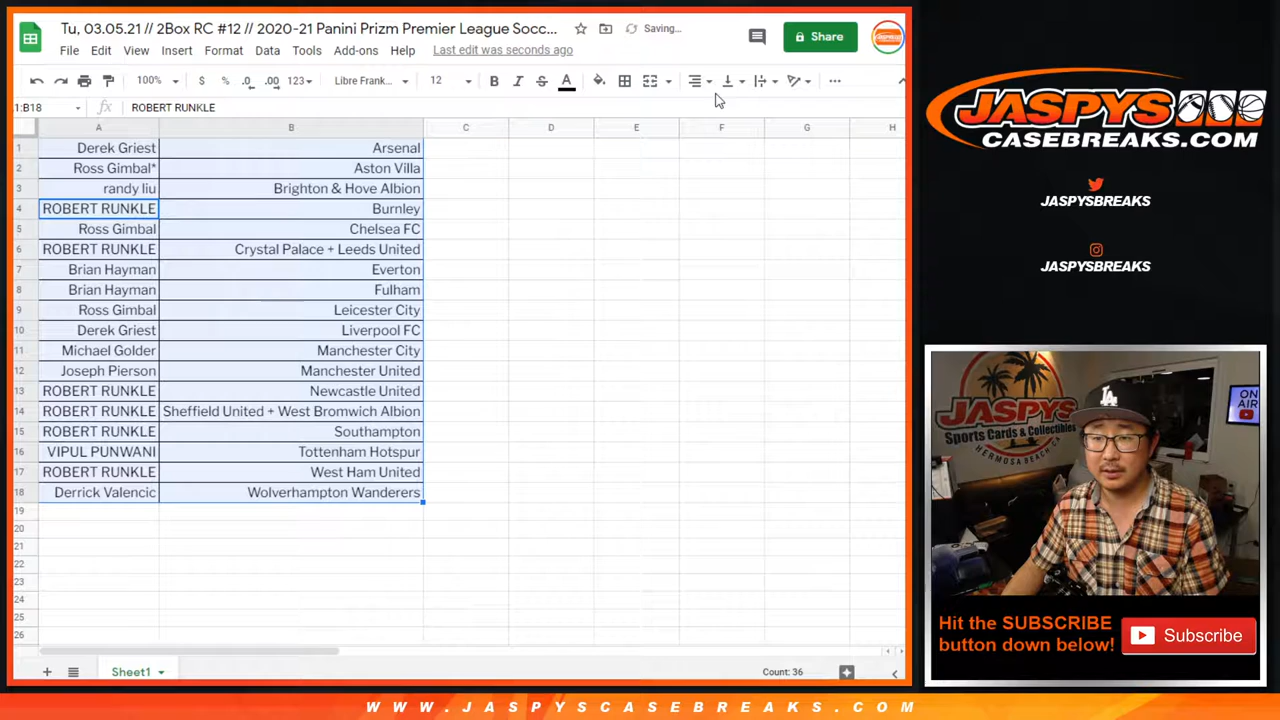 Tu, 03.05.21 // 2Box RC #12 // 2020-21 Panini Prizm Premier League Socc...
Saving...
Share
File Edit View Insert Format Data Tools Add-ons Help Last edit was seconds ago
100% $ % .0 .00 123 Libre Frank... 12 B I S A
1:B18 fx ROBERT RUNKLE
A B C D E F G H
1 Derek Griest Arsenal
2 Ross Gimbal* Aston Villa
3 randy liu Brighton & Hove Albion
4 ROBERT RUNKLE Burnley
5 Ross Gimbal Chelsea FC
6 ROBERT RUNKLE Crystal Palace + Leeds United
7 Brian Hayman Everton
8 Brian Hayman Fulham
9 Ross Gimbal Leicester City
10 Derek Griest Liverpool FC
11 Michael Golder Manchester City
12 Joseph Pierson Manchester United
13 ROBERT RUNKLE Newcastle United
14 ROBERT RUNKLE Sheffield United + West Bromwich Albion
15 ROBERT RUNKLE Southampton
16 VIPUL PUNWANI Tottenham Hotspur
17 ROBERT RUNKLE West Ham United
18 Derrick Valencic Wolverhampton Wanderers
19
20
21
22
23
24
25
26
Sheet1
Count: 36
JASPYS
CASEBREAKS.COM
JASPYSBREAKS
JASPYSBREAKS
JASPYS
Sports Cards & Collectibles
HERMOSA BEACH, CA
LA
ON
AIR
Hit the SUBSCRIBE
button down below!
Subscribe
WWW.JASPYSCASEBREAKS.COM